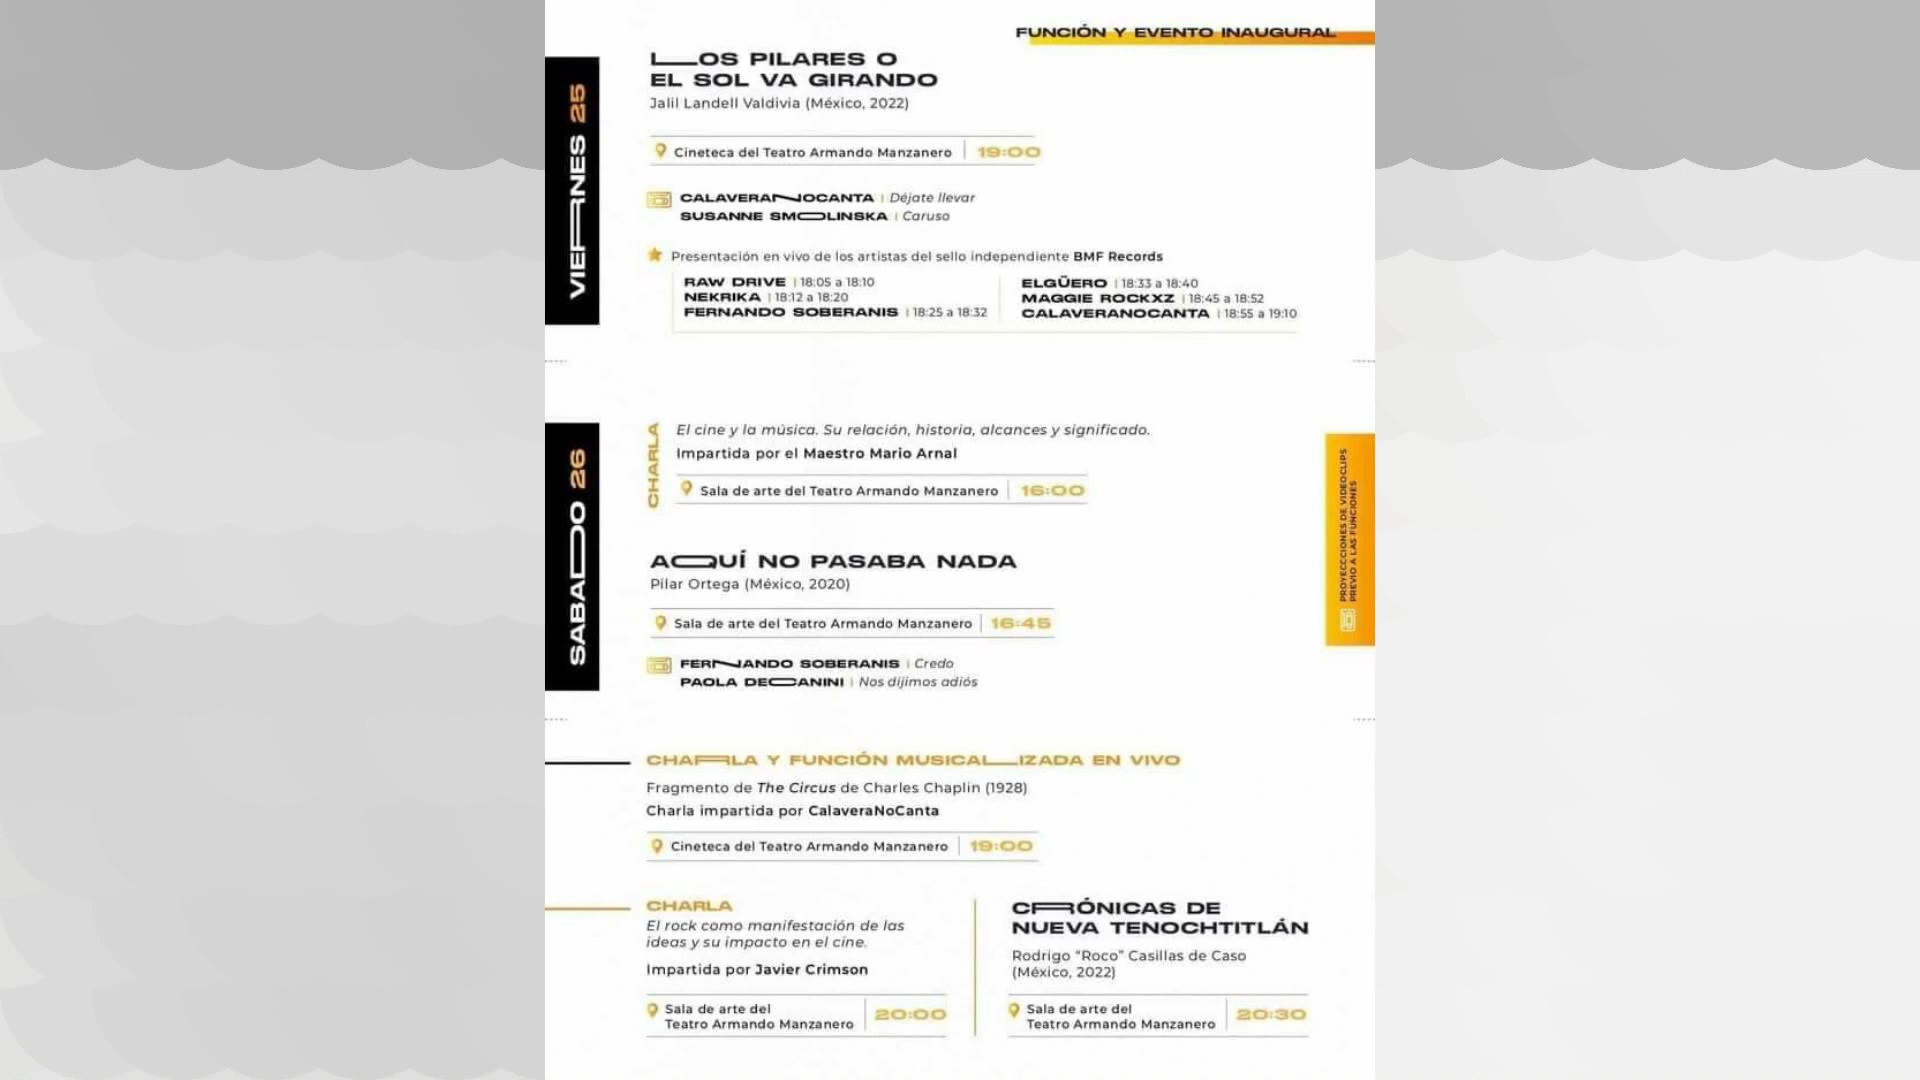 FUNCIÓN Y EVENTO INAUGURAL
VIERNES 25
LOS PILARES O
EL SOL VA GIRANDO
Jalil Landell Valdivia (México, 2022)
Cineteca del Teatro Armando Manzanero | 19:00
CALAVERANOCANTA | Déjate llevar
SUSANNE SMOLINSKA | Caruso
Presentación en vivo de los artistas del sello independiente BMF Records
RAW DRIVE | 18:05 a 18:10
NEKRIKA | 18:12 a 18:20
FERNANDO SOBERANIS | 18:25 a 18:32
ELGÜERO | 18:33 a 18:40
MAGGIE ROCKXZ | 18:45 a 18:52
CALAVERANOCANTA | 18:55 a 19:10
SABADO 26
CHARLA
El cine y la música. Su relación, historia, alcances y significado.
Impartida por el Maestro Mario Arnal
Sala de arte del Teatro Armando Manzanero | 16:00
AQUÍ NO PASABA NADA
Pilar Ortega (México, 2020)
Sala de arte del Teatro Armando Manzanero | 16:45
FERNANDO SOBERANIS | Credo
PAOLA DECANINI | Nos dijimos adiós
PROYECCCIONES DE VIDEOCLIPS
PREVIO A LAS FUNCIONES
CHARLA Y FUNCIÓN MUSICALIZADA EN VIVO
Fragmento de The Circus de Charles Chaplin (1928)
Charla impartida por CalaveraNoCanta
Cineteca del Teatro Armando Manzanero | 19:00
CHARLA
El rock como manifestación de las
ideas y su impacto en el cine.
Impartida por Javier Crimson
Sala de arte del
Teatro Armando Manzanero | 20:00
CRÓNICAS DE
NUEVA TENOCHTITLÁN
Rodrigo "Roco" Casillas de Caso
(México, 2022)
Sala de arte del
Teatro Armando Manzanero | 20:30